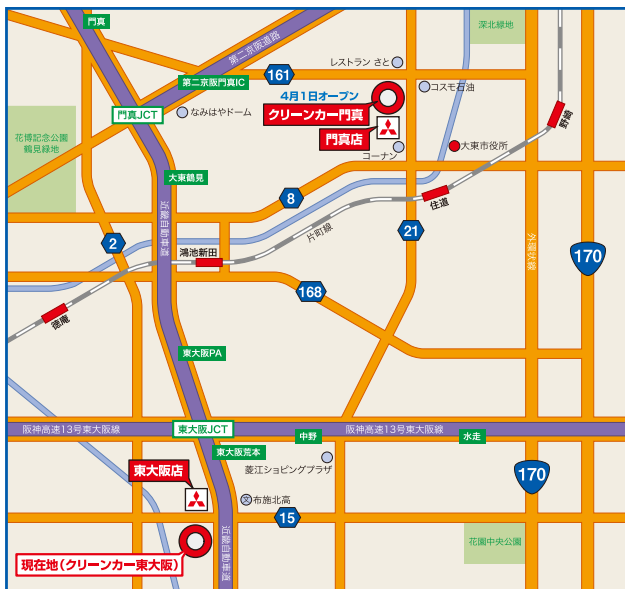 門真
第二京阪道路
深北緑地
レストラン さと
161
第二京阪門真IC
4月1日オープン
コスモ石油
門真JCT
なみはやドーム
クリーンカー門真
野崎
花博記念公園
鶴見緑地
門真店
コーナン
大東市役所
大東鶴見
8
住道
近畿自動車道
片町線
21
2
鴻池新田
外環状線
170
168
徳庵
東大阪PA
阪神高速13号東大阪線
東大阪JCT
中野
阪神高速13号東大阪線
水走
東大阪荒本
東大阪店
菱江ショピングプラザ
170
文
布施北高
15
近畿自動車道
花園中央公園
現在地(クリーンカー東大阪)